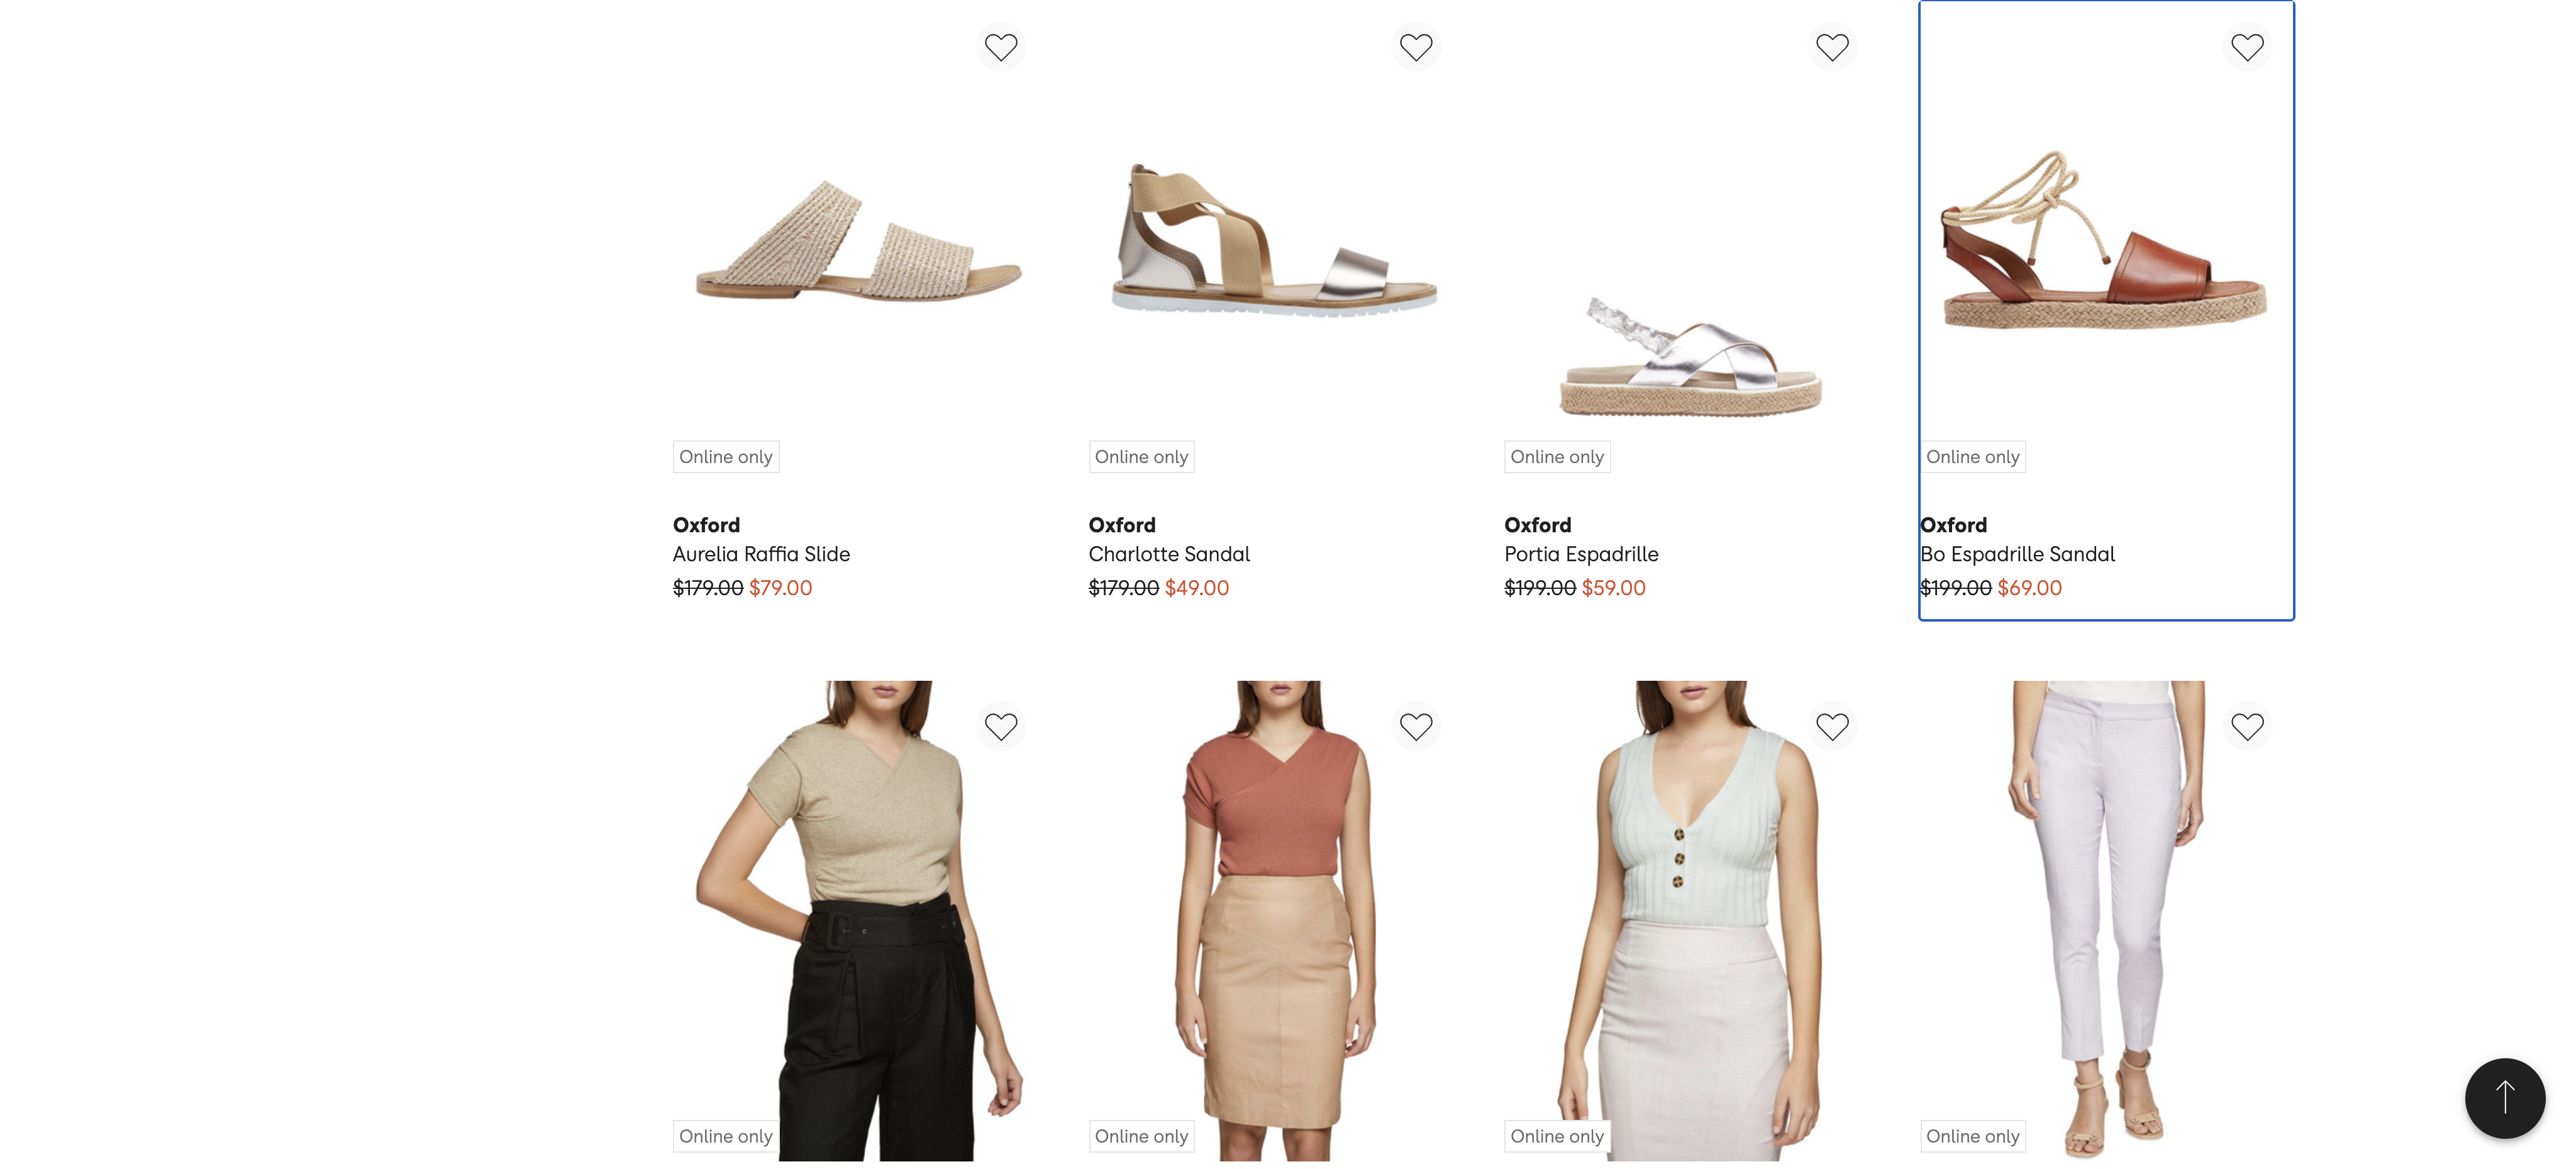 Online only
Online only
Online only
Online only
Oxford
Aurelia Raffia Slide
$179.00 $79.00
Oxford
Charlotte Sandal
$179.00 $49.00
Oxford
Portia Espadrille
$199.00 $59.00
Oxford
Bo Espadrille Sandal
$199.00 $69.00
Online only
Online only
Online only
Online only